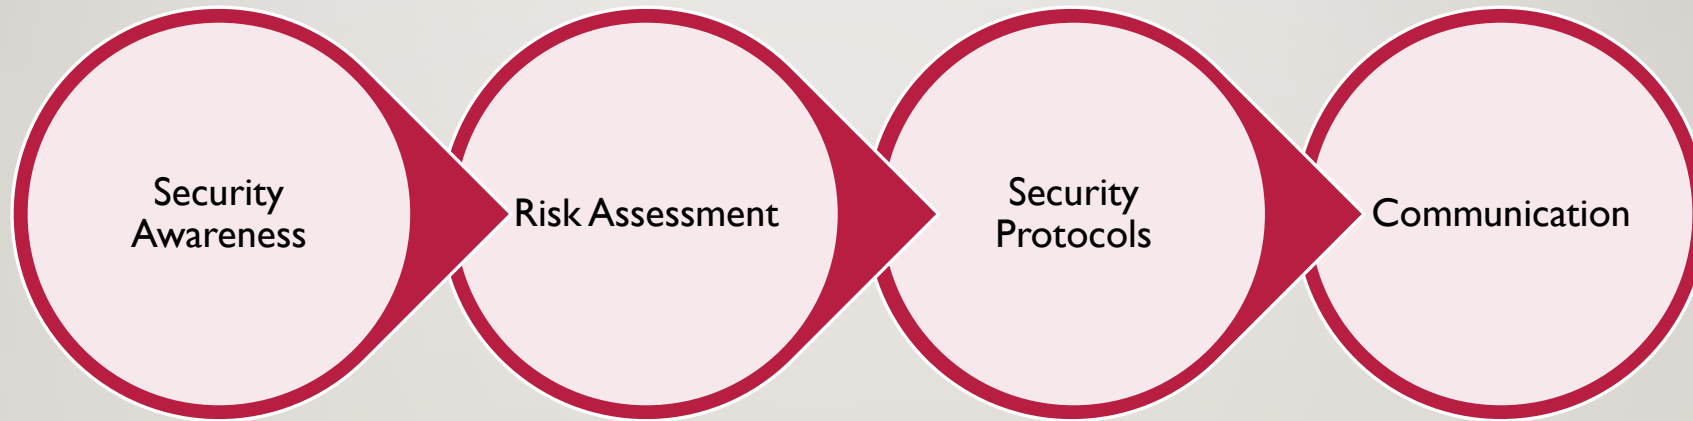 Security
Awareness
Risk Assessment
Security
Protocols
Communication